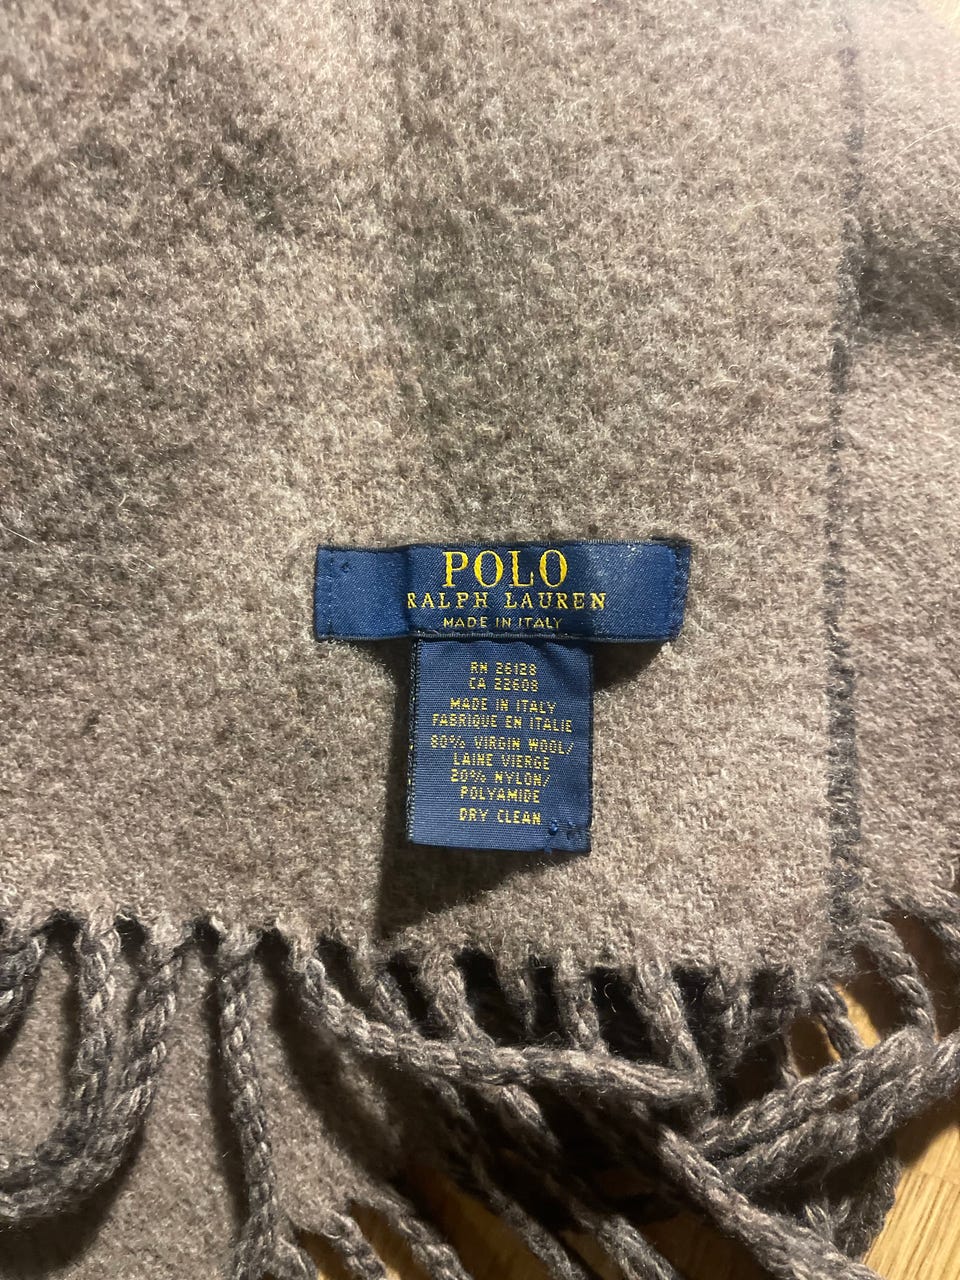 POLO
RALPH LAUREN
MADE IN ITALY
RN 26128
CA 22608
MADE IN ITALY
FABRIQUE EN ITALIE
80% VIRGIN WOOL/
LAINE VIERGE
20% NYLON/
POLYAMIDE
DRY CLEAN